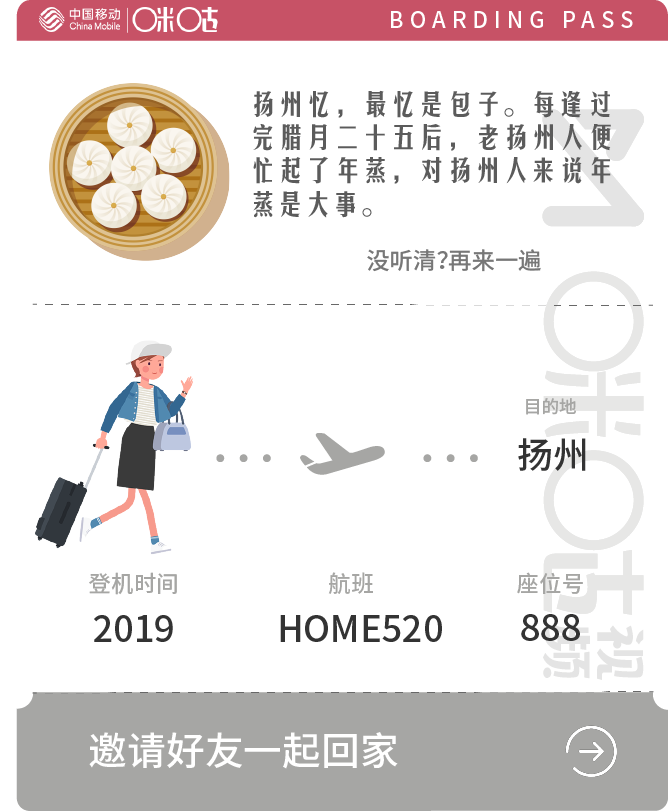 中国移动 China Mobile 咪咕 BOARDING PASS
扬州忆，最忆是包子。每逢过
完腊月二十五后，老扬州人便
忙起了年蒸，对扬州人来说年
蒸是大事。
没听清?再来一遍
目的地
扬州
登机时间 航班 座位号
2019 HOME520 888
MIGU 咪咕视频
邀请好友一起回家